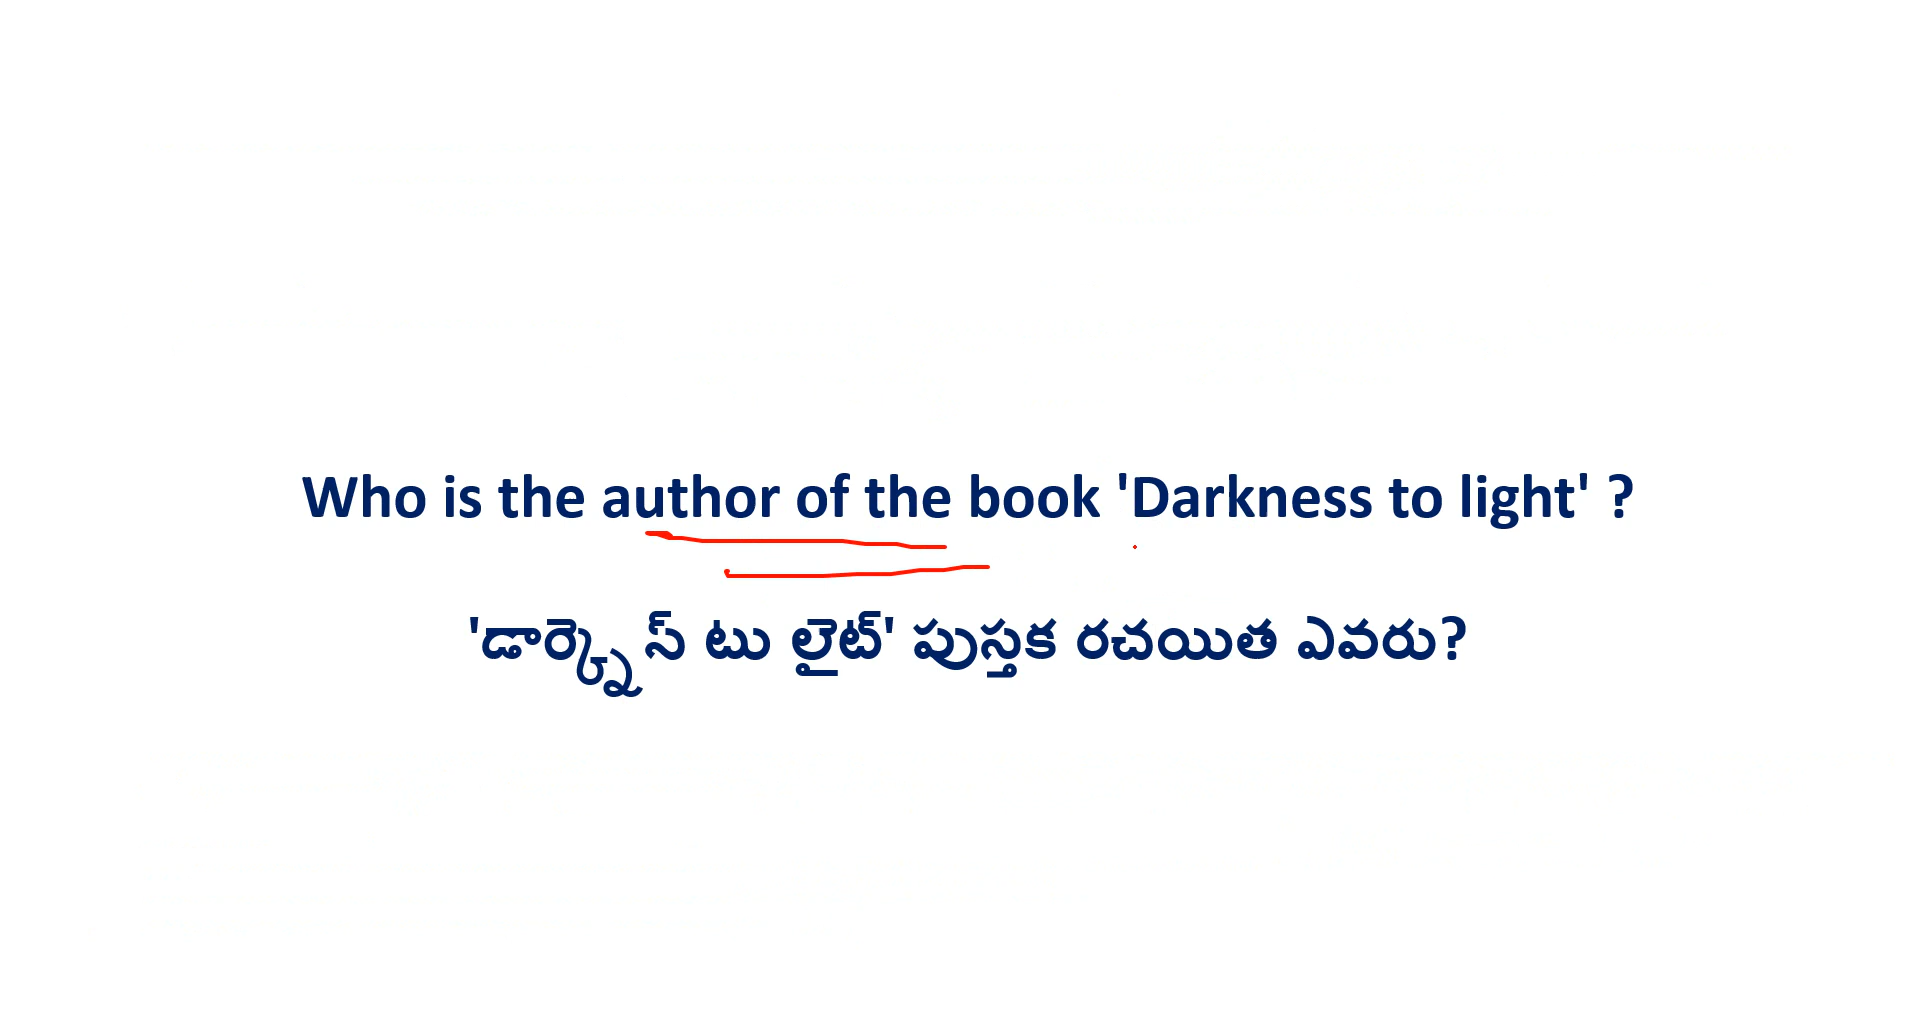 Who is the author of the book 'Darkness to light' ?
'డార్క్నెస్ టు లైట్' పుస్తక రచయిత ఎవరు?